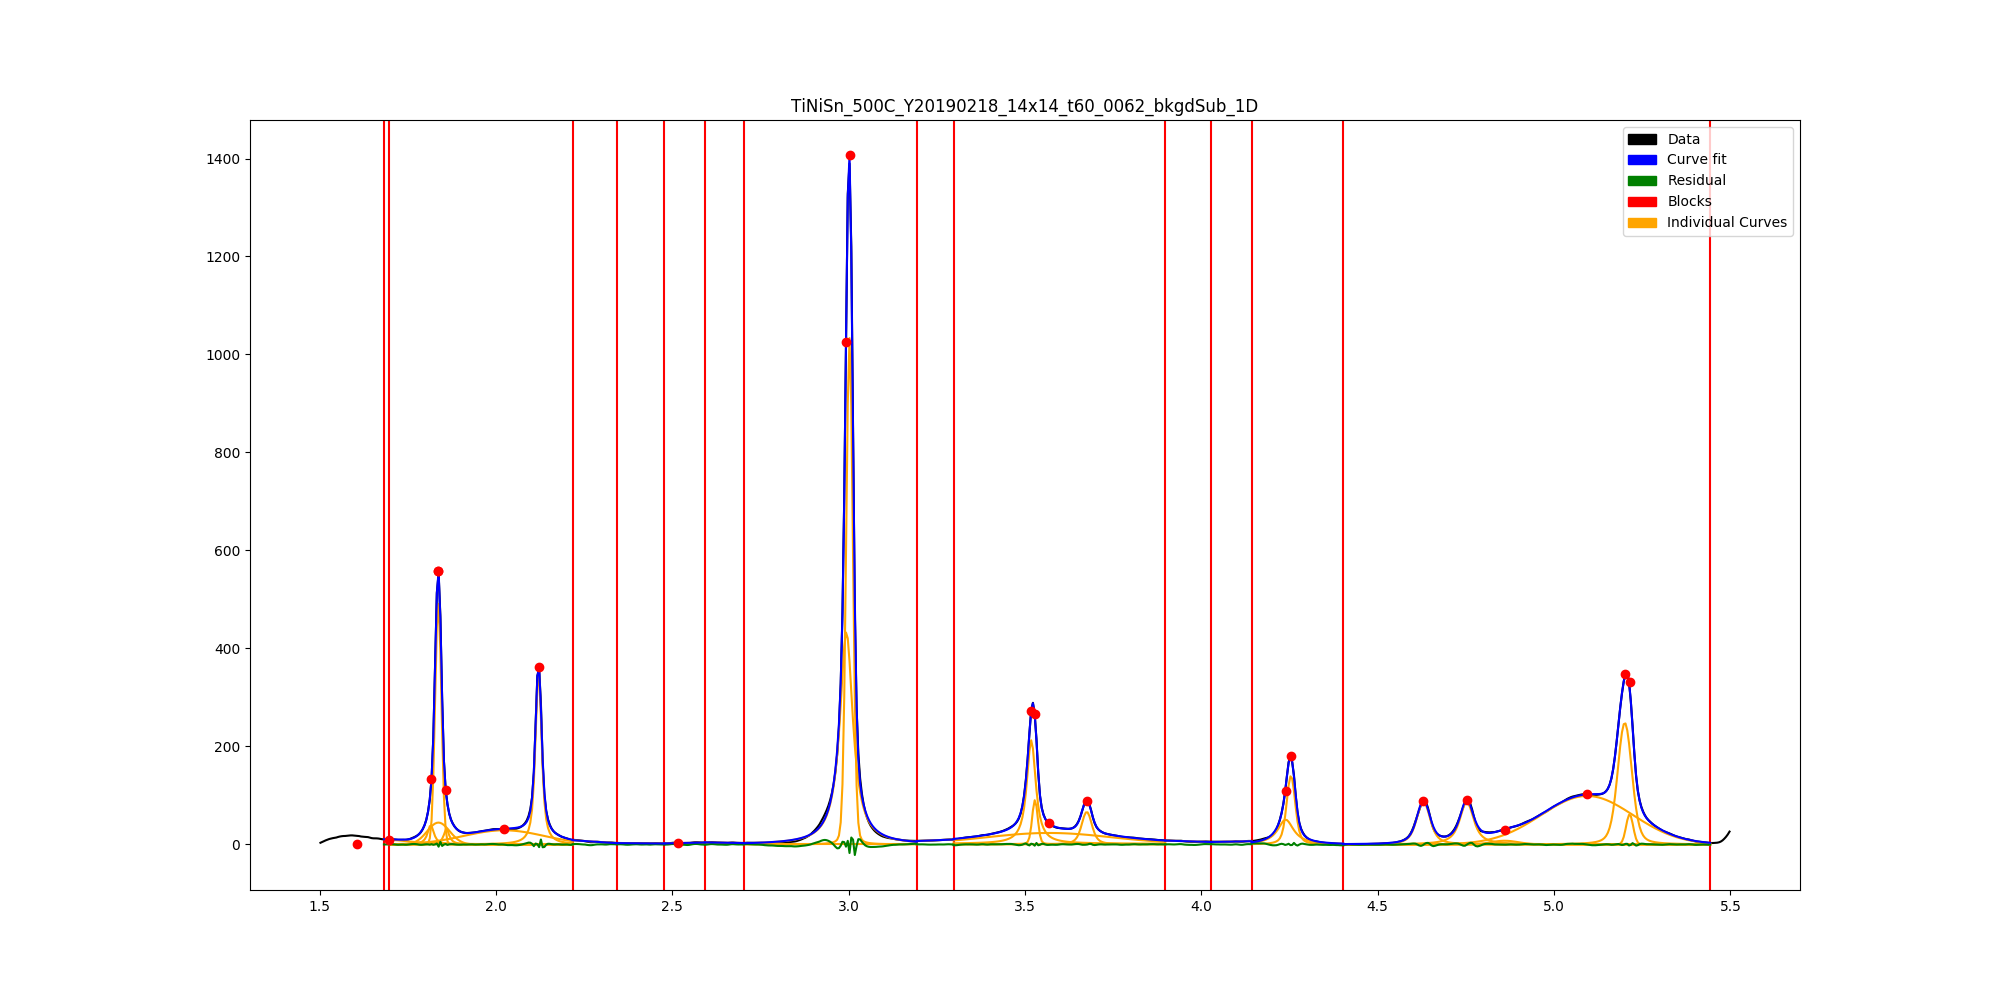 TiNiSn_500C_Y20190218_14x14_t60_0062_bkgdSub_1D
Data
Curve fit
Residual
Blocks
Individual Curves
1400
1200
1000
800
600
400
200
0
1.5 2.0 2.5 3.0 3.5 4.0 4.5 5.0 5.5